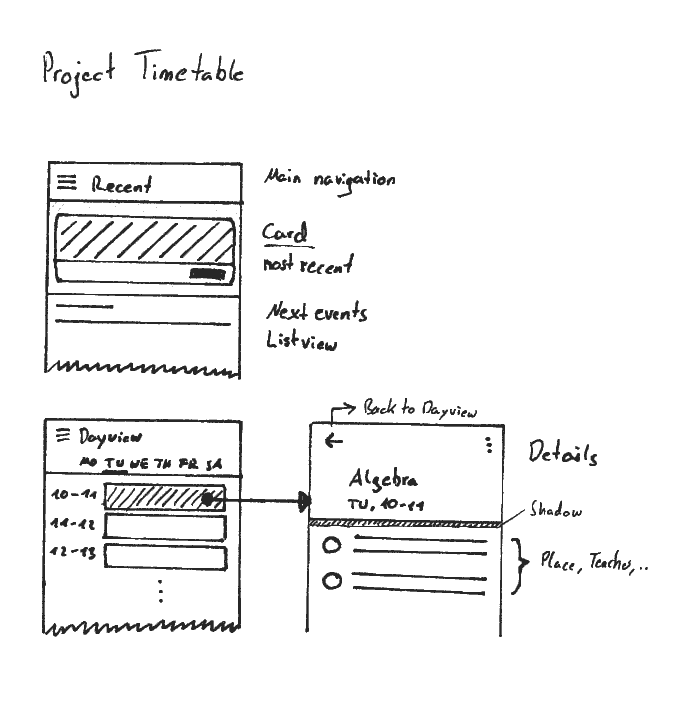 Project Timetable
Recent
Main navigation
Card
most recent
Next events
Listview
Dayview
MO TU WE TH FR SA
10-11
11-12
12-13
Back to Dayview
Algebra
TU, 10-11
Details
Shadow
Place, Teacher,..